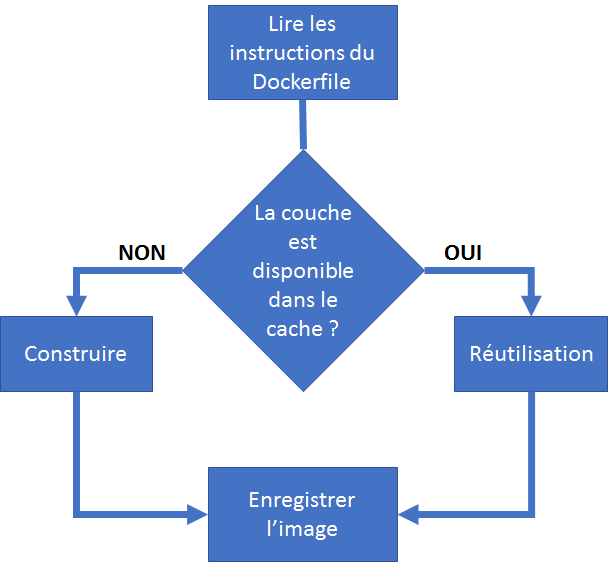 Lire les
instructions du
Dockerfile
La couche
est
disponible
dans le
cache ?
NON
OUI
Construire
Réutilisation
Enregistrer
l’image